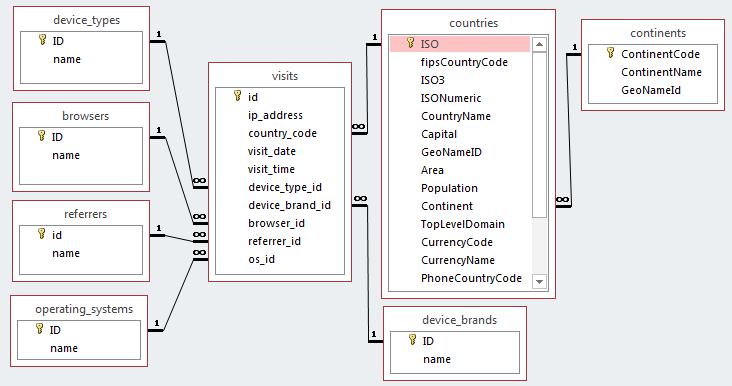 device_types
ID
name
browsers
ID
name
referrers
id
name
operating_systems
ID
name
visits
id
ip_address
country_code
visit_date
visit_time
device_type_id
device_brand_id
browser_id
referrer_id
os_id
countries
ISO
fipsCountryCode
ISO3
ISONumeric
CountryName
Capital
GeoNameID
Area
Population
Continent
TopLevelDomain
CurrencyCode
CurrencyName
PhoneCountryCode
continents
ContinentCode
ContinentName
GeoNameId
device_brands
ID
name
1
∞
1
∞
1
∞
1
∞
1
∞
1
∞
1
∞